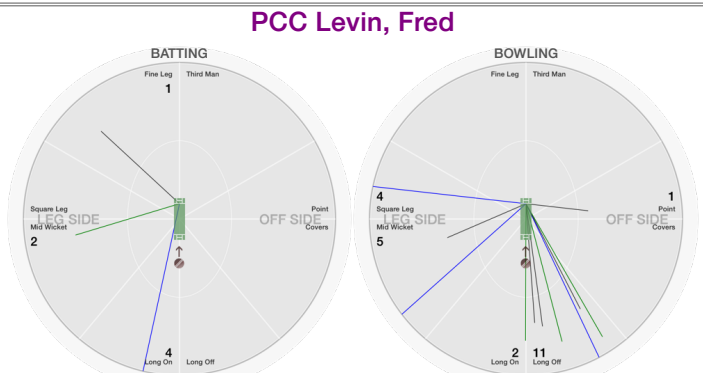 PCC Levin, Fred
BATTING
Fine Leg
Third Man
1
Square Leg
Point
LEG SIDE
OFF SIDE
Mid Wicket
Covers
2
4
Long On
Long Off
BOWLING
Fine Leg
Third Man
4
1
Square Leg
Point
LEG SIDE
OFF SIDE
Mid Wicket
Covers
5
2
11
Long On
Long Off